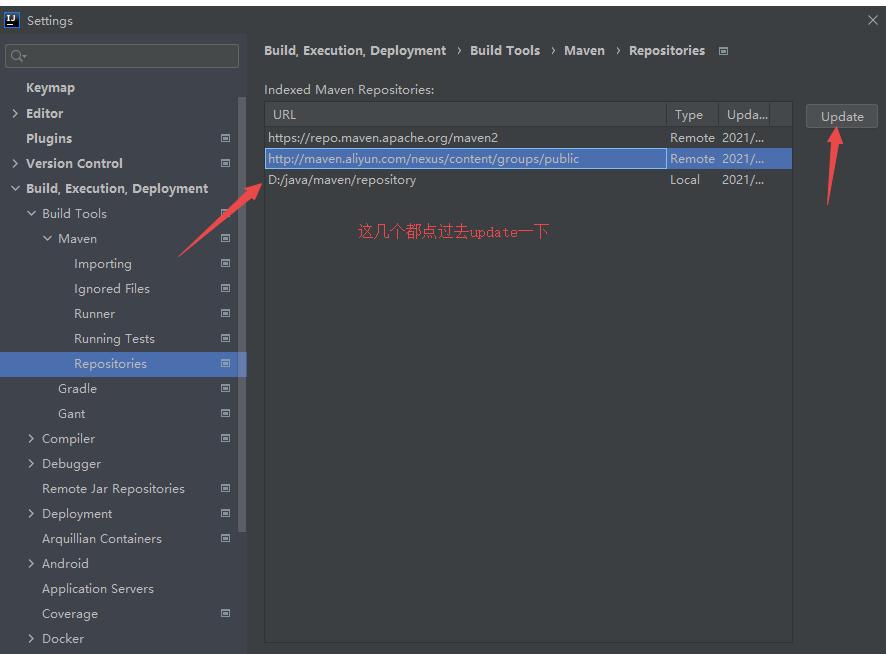 Settings
Keymap
Editor
Plugins
Version Control
Build, Execution, Deployment
Build Tools
Maven
Importing
Ignored Files
Runner
Running Tests
Repositories
Gradle
Gant
Compiler
Debugger
Remote Jar Repositories
Deployment
Arquillian Containers
Android
Application Servers
Coverage
Docker
Build, Execution, Deployment › Build Tools › Maven › Repositories
Indexed Maven Repositories:
URL Type Upda...
https://repo.maven.apache.org/maven2 Remote 2021/...
http://maven.aliyun.com/nexus/content/groups/public Remote 2021/...
D:/java/maven/repository Local 2021/...
Update
这几个都点过去update一下